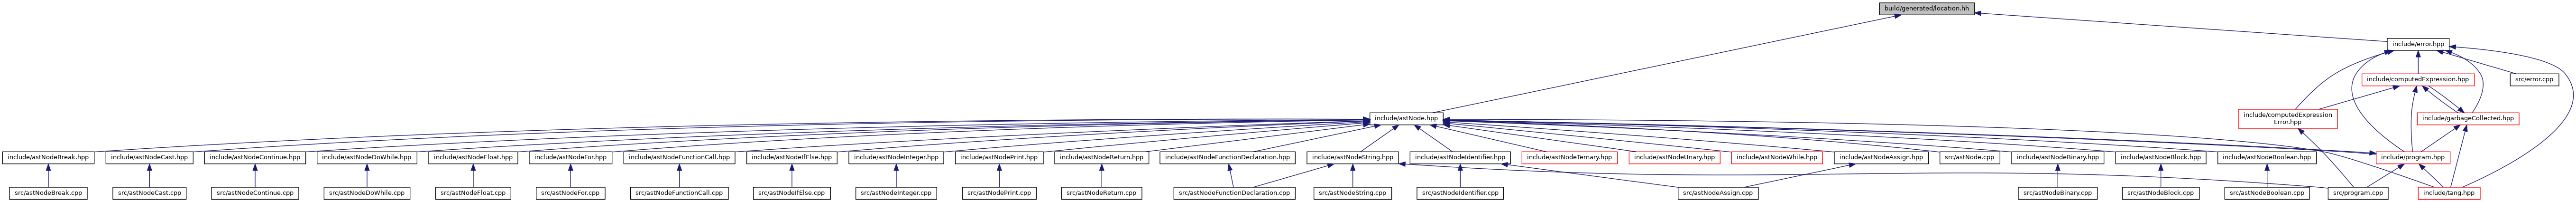 build/generated/location.hh
include/error.hpp
include/computedExpression.hpp
src/error.cpp
include/astNode.hpp
include/computedExpression
Error.hpp
include/garbageCollected.hpp
include/astNodeBreak.hpp
include/astNodeCast.hpp
include/astNodeContinue.hpp
include/astNodeDoWhile.hpp
include/astNodeFloat.hpp
include/astNodeFor.hpp
include/astNodeFunctionCall.hpp
include/astNodeIfElse.hpp
include/astNodeInteger.hpp
include/astNodePrint.hpp
include/astNodeReturn.hpp
include/astNodeFunctionDeclaration.hpp
include/astNodeString.hpp
include/astNodeIdentifier.hpp
include/astNodeTernary.hpp
include/astNodeUnary.hpp
include/astNodeWhile.hpp
include/astNodeAssign.hpp
src/astNode.cpp
include/astNodeBinary.hpp
include/astNodeBlock.hpp
include/astNodeBoolean.hpp
include/program.hpp
src/astNodeBreak.cpp
src/astNodeCast.cpp
src/astNodeContinue.cpp
src/astNodeDoWhile.cpp
src/astNodeFloat.cpp
src/astNodeFor.cpp
src/astNodeFunctionCall.cpp
src/astNodeIfElse.cpp
src/astNodeInteger.cpp
src/astNodePrint.cpp
src/astNodeReturn.cpp
src/astNodeFunctionDeclaration.cpp
src/astNodeString.cpp
src/astNodeIdentifier.cpp
src/astNodeAssign.cpp
src/astNodeBinary.cpp
src/astNodeBlock.cpp
src/astNodeBoolean.cpp
src/program.cpp
include/tang.hpp